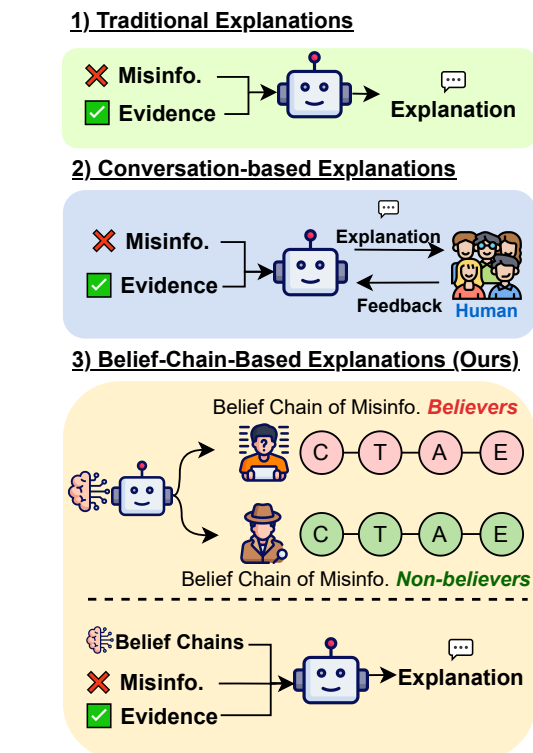 1) Traditional Explanations
Misinfo.
Evidence
Explanation
2) Conversation-based Explanations
Misinfo.
Evidence
Explanation
Feedback
Human
3) Belief-Chain-Based Explanations (Ours)
Belief Chain of Misinfo. Believers
C T A E
C T A E
Belief Chain of Misinfo. Non-believers
Belief Chains
Misinfo.
Evidence
Explanation